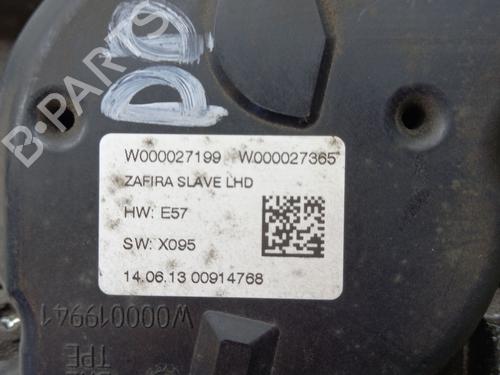 DD
B-PARTS
W000027199 W000027365
ZAFIRA SLAVE LHD
HW: E57
SW: X095
14.06.13 00914768
W000019941
TPE